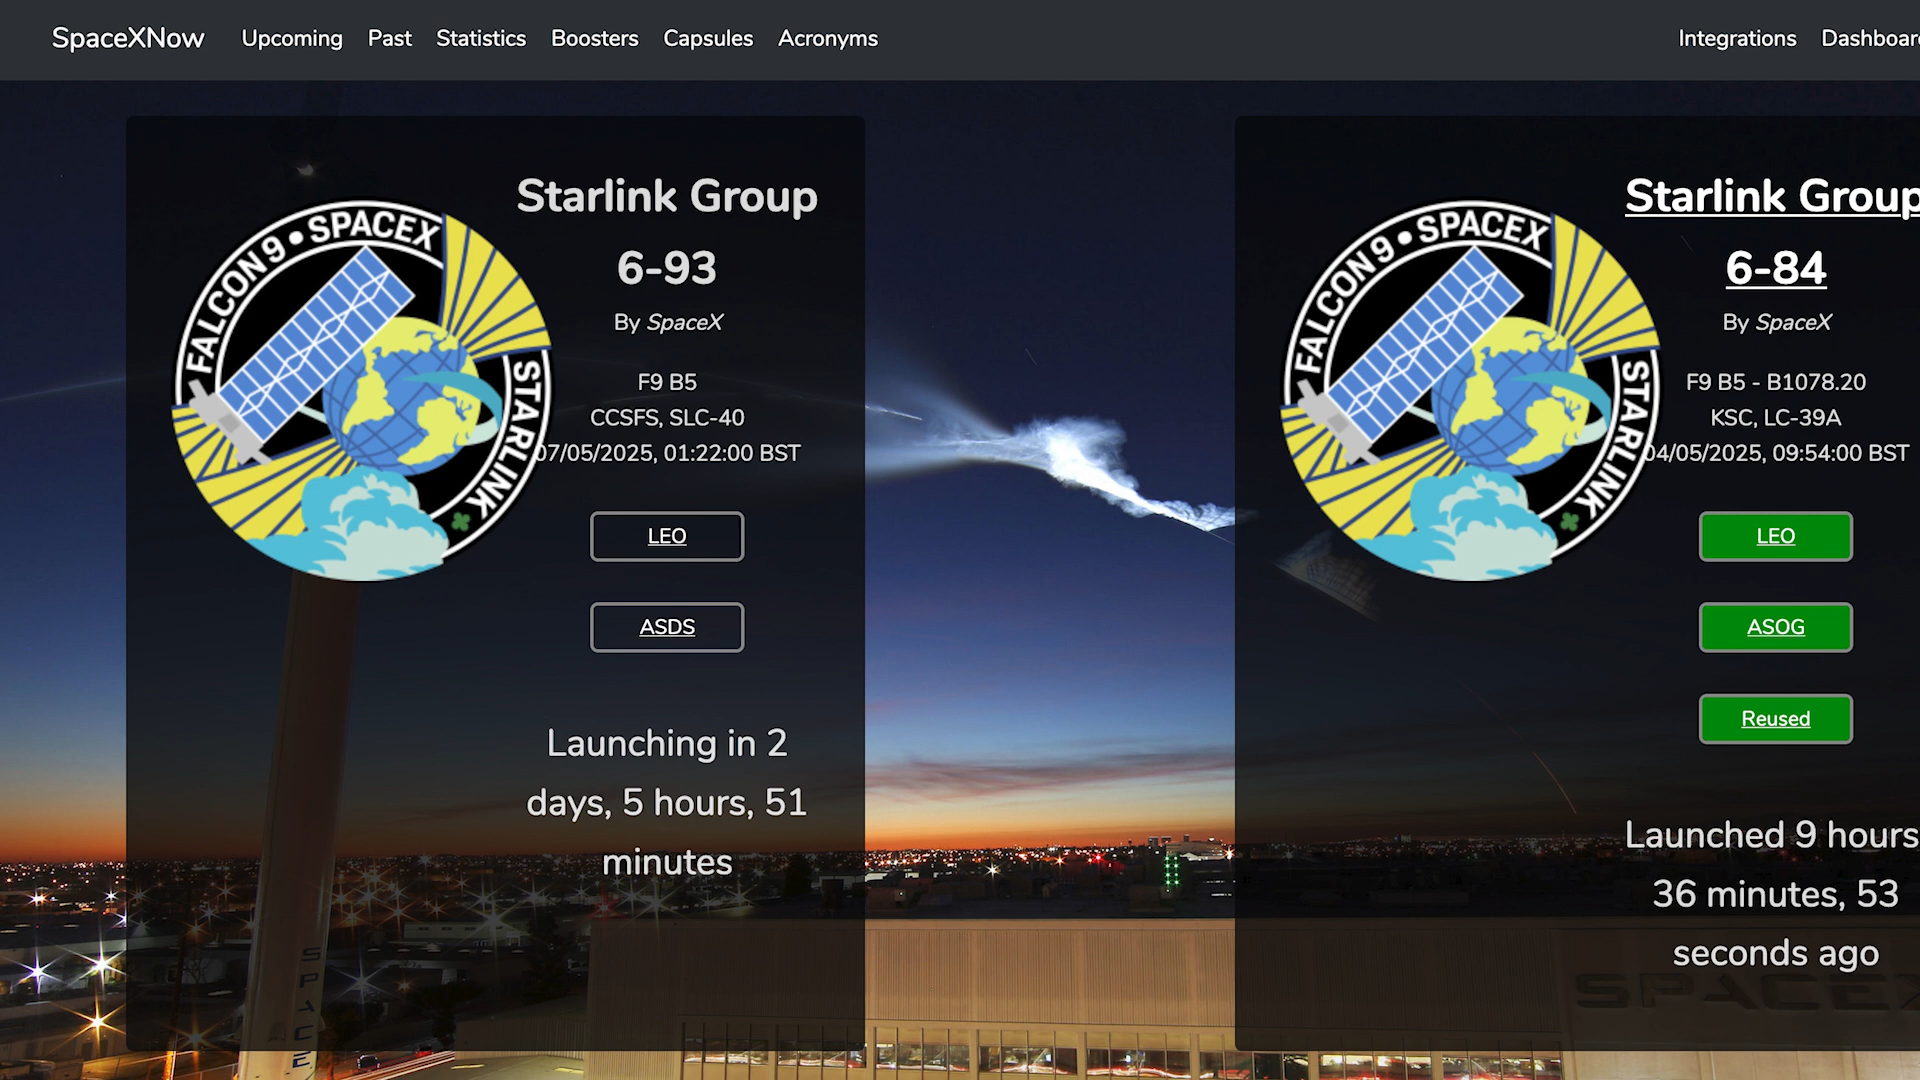 SpaceXNow Upcoming Past Statistics Boosters Capsules Acronyms Integrations Dashboar
FALCON 9 • SPACEX
STARLINK
Starlink Group
6-93
By SpaceX
F9 B5
CCSFS, SLC-40
07/05/2025, 01:22:00 BST
LEO
ASDS
Launching in 2
days, 5 hours, 51
minutes
FALCON 9 • SPACEX
STARLINK
Starlink Group
6-84
By SpaceX
F9 B5 - B1078.20
KSC, LC-39A
04/05/2025, 09:54:00 BST
LEO
ASOG
Reused
Launched 9 hours
36 minutes, 53
seconds ago
SPACEX
SPACEX